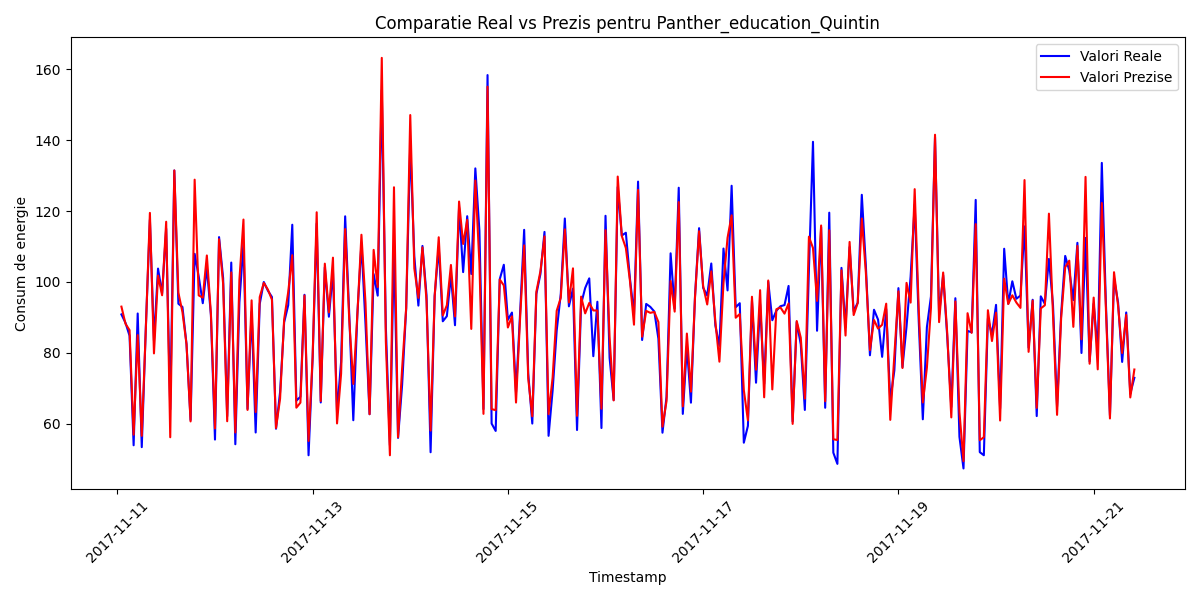 Comparatie Real vs Prezis pentru Panther_education_Quintin
Valori Reale
Valori Prezise
Consum de energie
160
140
120
100
80
60
2017-11-11
2017-11-13
2017-11-15
2017-11-17
2017-11-19
2017-11-21
Timestamp